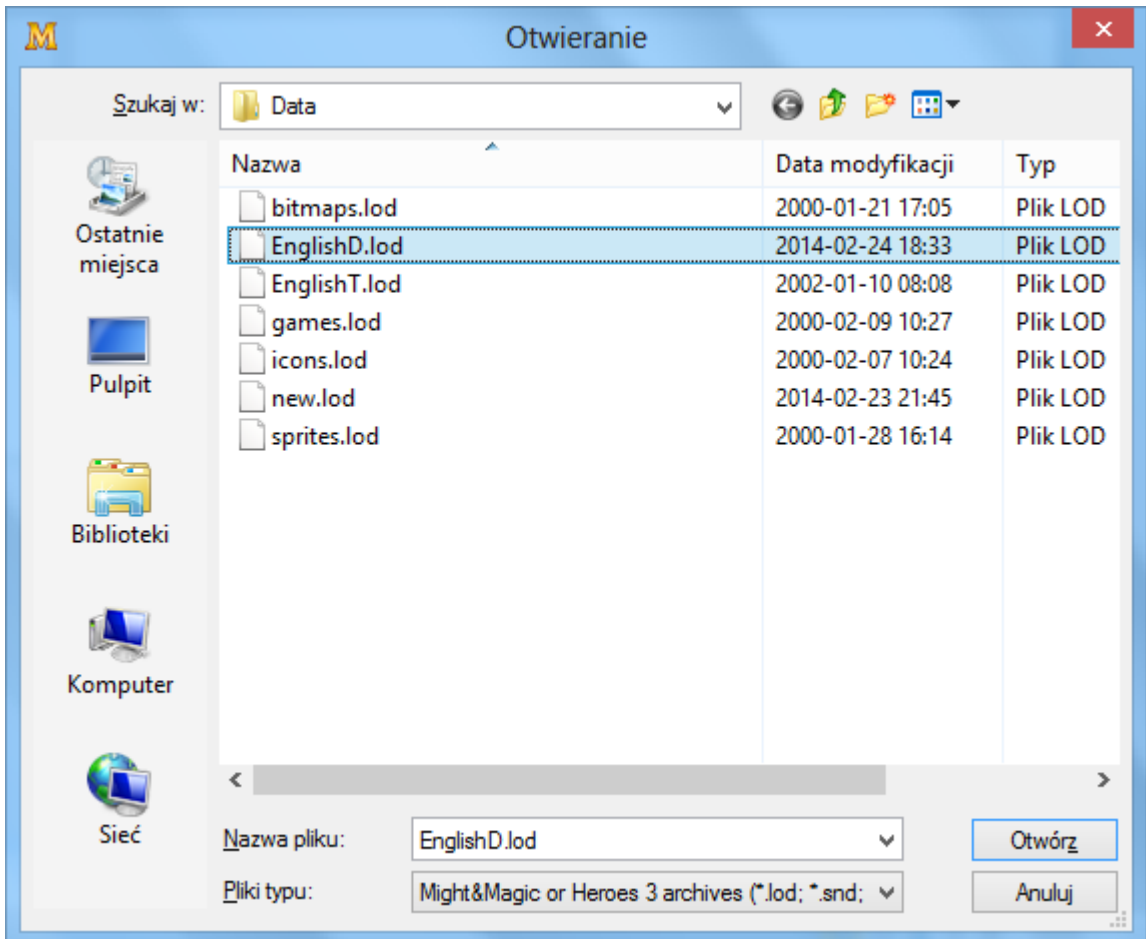 Otwieranie
Szukaj w: Data
Nazwa Data modyfikacji Typ
bitmaps.lod 2000-01-21 17:05 Plik LOD
EnglishD.lod 2014-02-24 18:33 Plik LOD
EnglishT.lod 2002-01-10 08:08 Plik LOD
games.lod 2000-02-09 10:27 Plik LOD
icons.lod 2000-02-07 10:24 Plik LOD
new.lod 2014-02-23 21:45 Plik LOD
sprites.lod 2000-01-28 16:14 Plik LOD
Ostatnie
miejsca
Pulpit
Biblioteki
Komputer
Sieć
Nazwa pliku: EnglishD.lod Otwórz
Pliki typu: Might&Magic or Heroes 3 archives (*.lod; *.snd; Anuluj